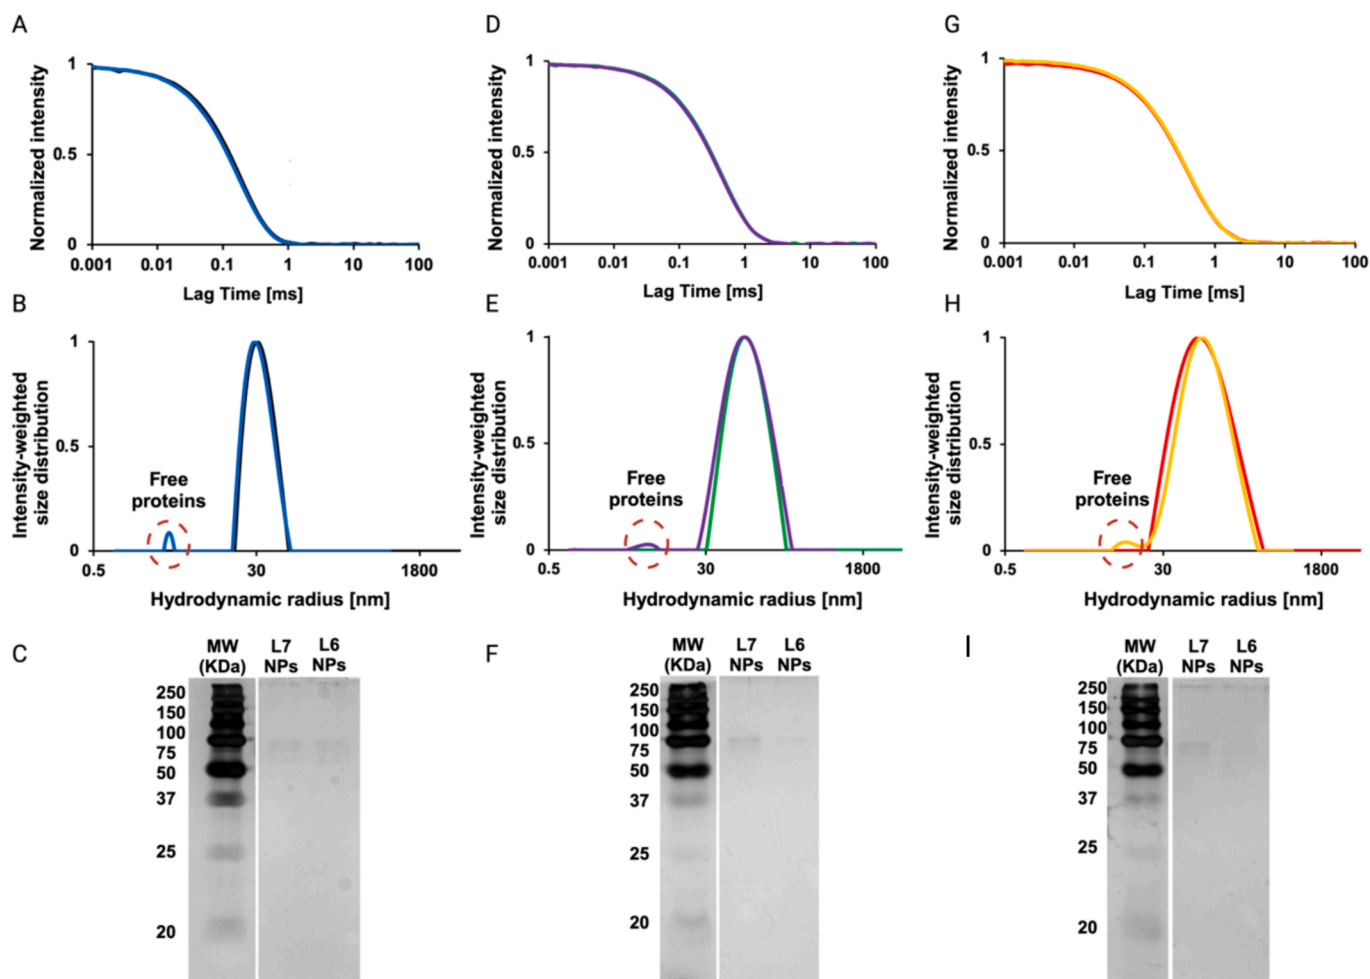 A
Normalized intensity
1
0.5
0
0.001 0.01 0.1 1 10 100
Lag Time [ms]
D
Normalized intensity
1
0.5
0
0.001 0.01 0.1 1 10 100
Lag Time [ms]
G
Normalized intensity
1
0.5
0
0.001 0.01 0.1 1 10 100
Lag Time [ms]
B
Intensity-weighted
size distribution
1
0.5
0
Free
proteins
0.5 30 1800
Hydrodynamic radius [nm]
E
Intensity-weighted
size distribution
1
0.5
0
Free
proteins
0.5 30 1800
Hydrodynamic radius [nm]
H
Intensity-weighted
size distribution
1
0.5
0
Free
proteins
0.5 30 1800
Hydrodynamic radius [nm]
C
MW L7 L6
(KDa) NPs NPs
250
150
100
75
50
37
25
20
F
MW L7 L6
(KDa) NPs NPs
250
150
100
75
50
37
25
20
I
MW L7 L6
(KDa) NPs NPs
250
150
100
75
50
37
25
20